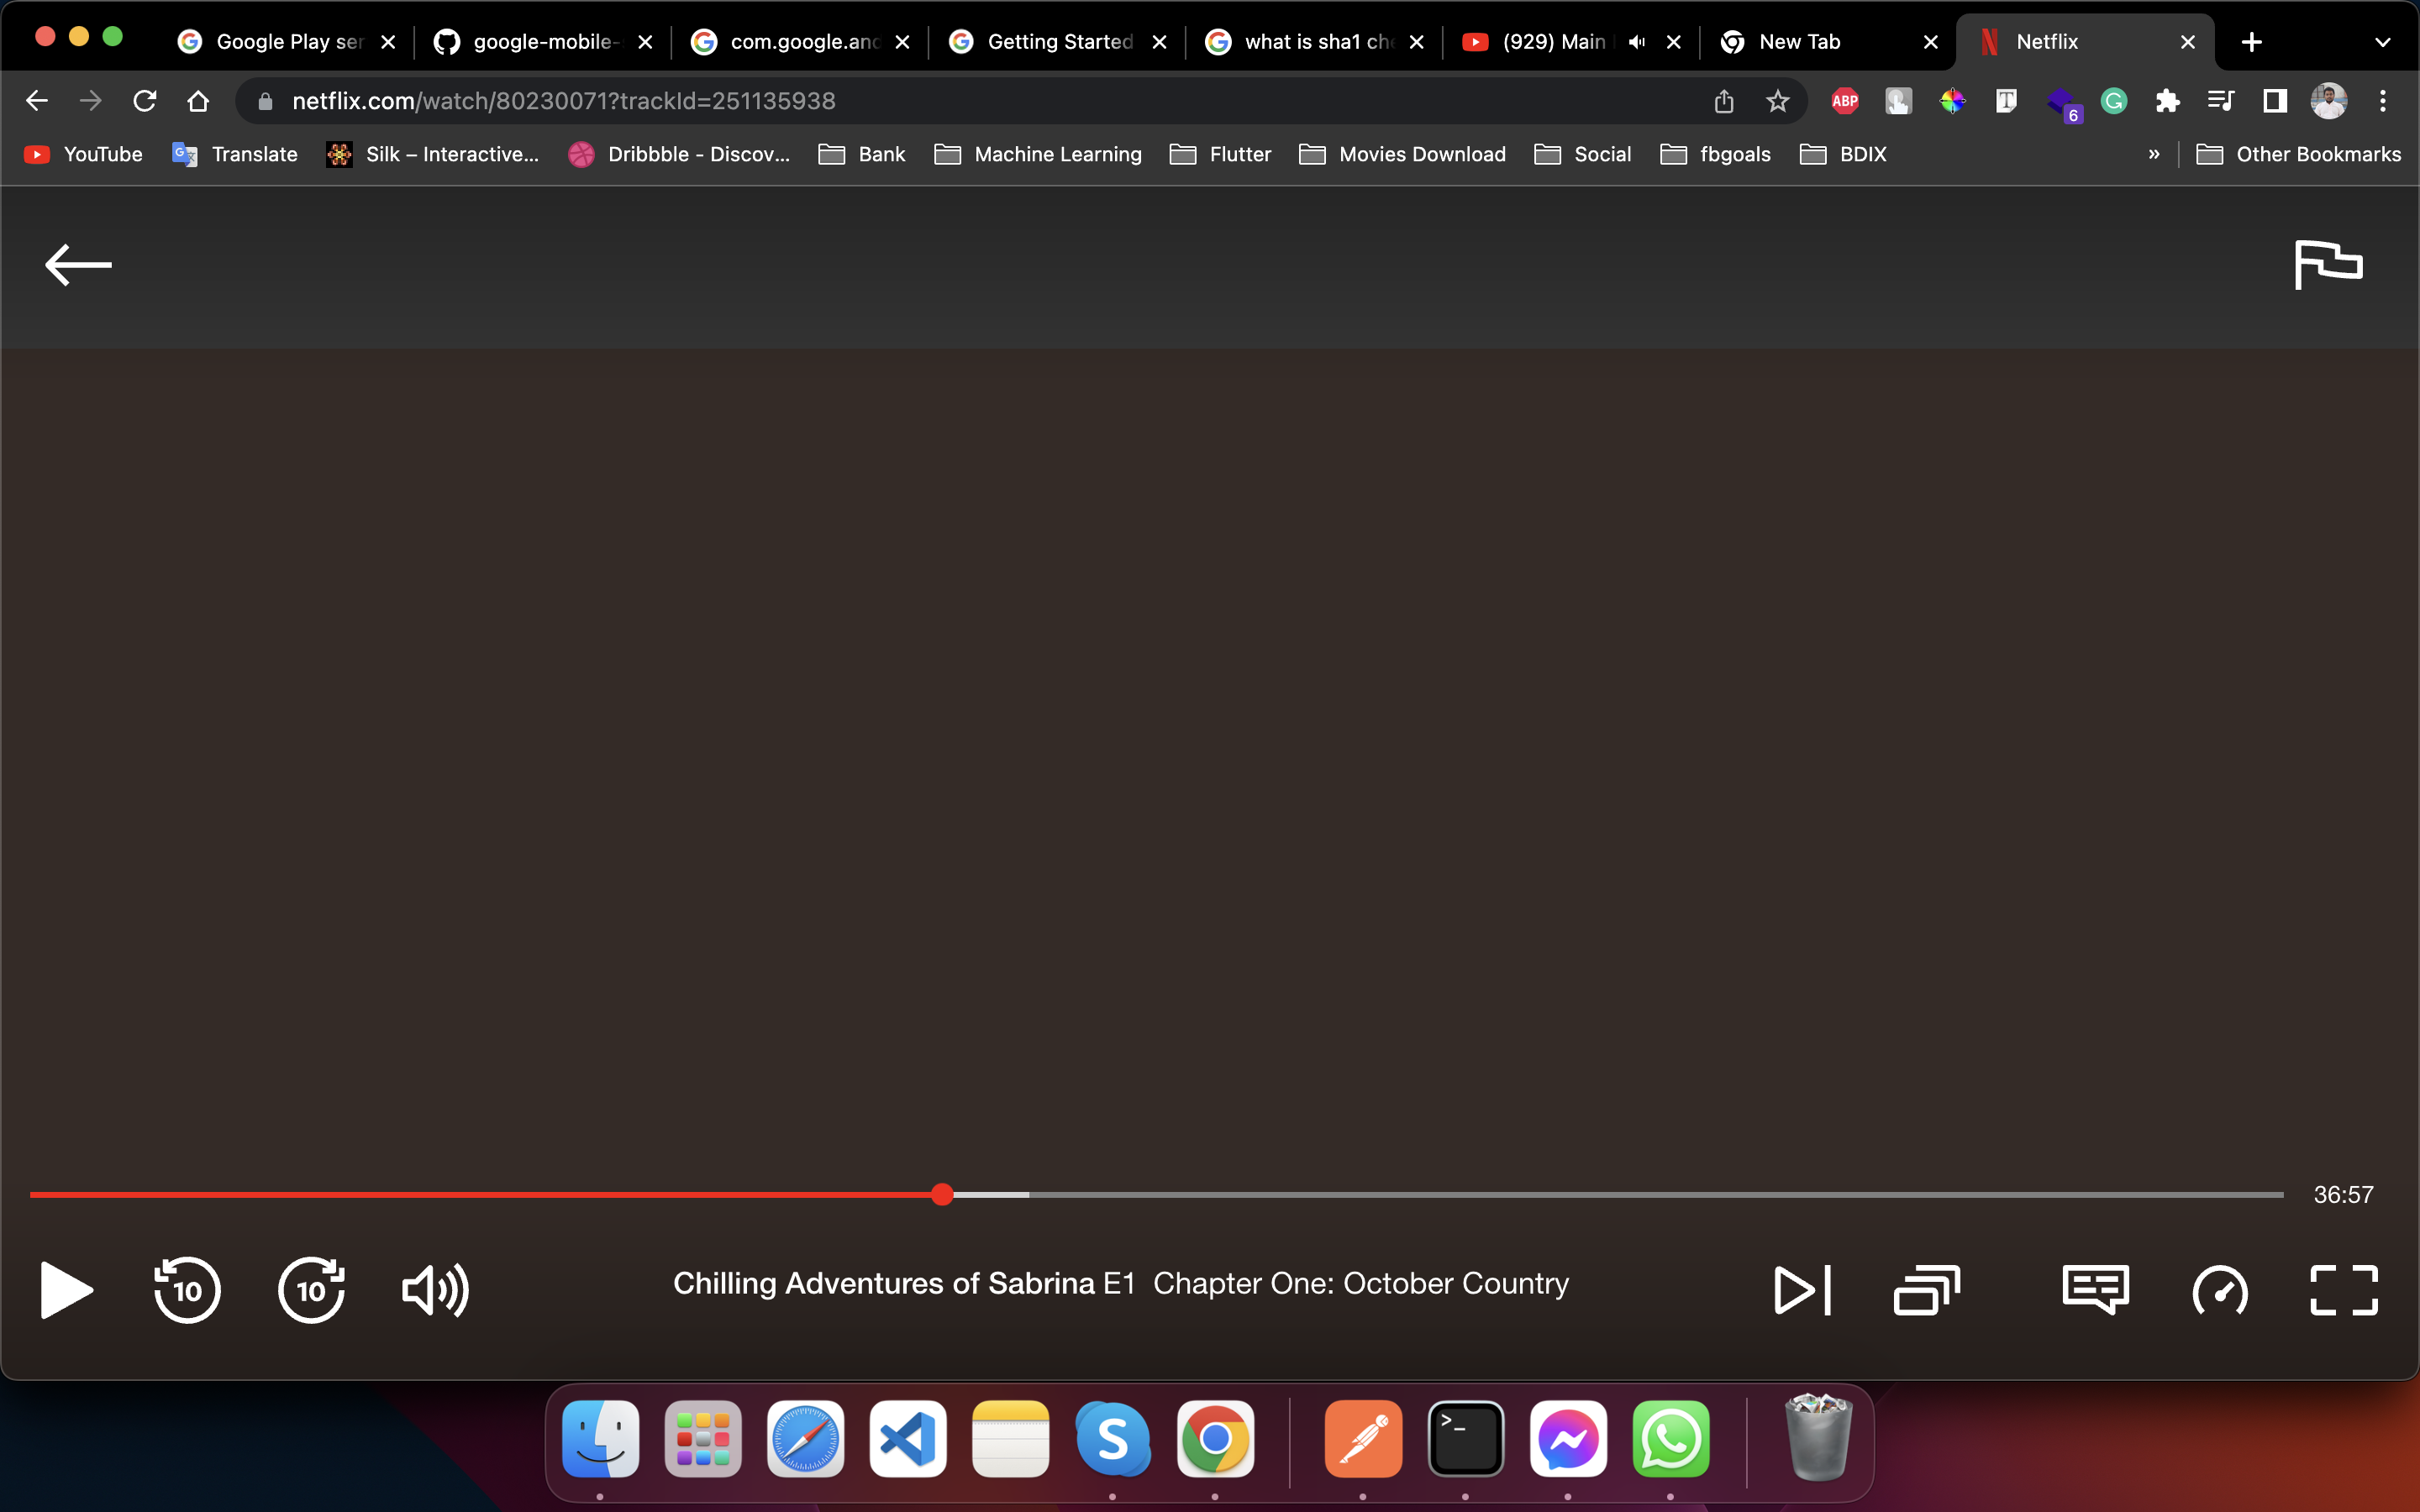 Google Play ser
google-mobile-
com.google.and
Getting Started
what is sha1 che
(929) Main
New Tab
Netflix
netflix.com/watch/80230071?trackId=251135938
ABP
T
6
G
YouTube
Translate
Silk – Interactive...
Dribbble - Discov...
Bank
Machine Learning
Flutter
Movies Download
Social
fbgoals
BDIX
»
Other Bookmarks
36:57
10
10
Chilling Adventures of Sabrina E1 Chapter One: October Country
S
>_